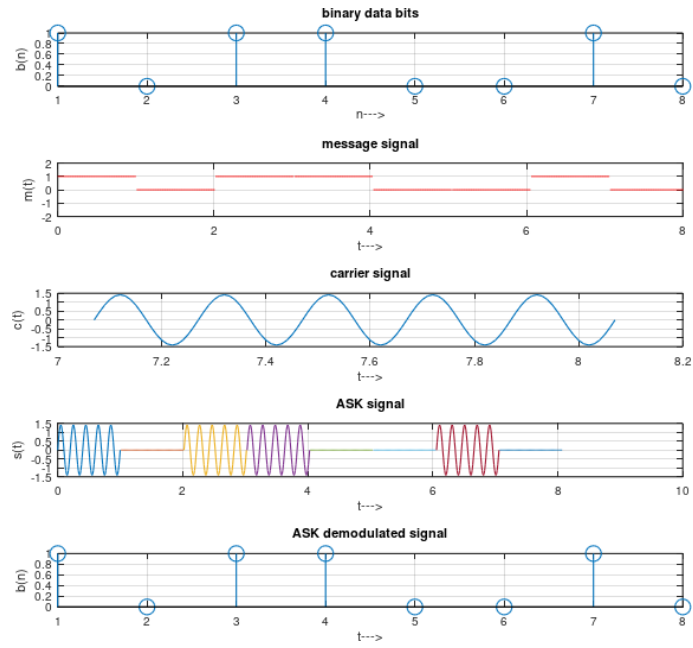 binary data bits
1
0.8
0.6
0.4
0.2
0
b(n)
1 2 3 4 5 6 7 8
n--->
message signal
2
1
0
-1
-2
m(t)
0 2 4 6 8
t--->
carrier signal
1.5
1
0.5
0
-0.5
-1
-1.5
c(t)
7 7.2 7.4 7.6 7.8 8 8.2
t--->
ASK signal
1.5
1
0.5
0
-0.5
-1
-1.5
s(t)
0 2 4 6 8 10
t--->
ASK demodulated signal
1
0.8
0.6
0.4
0.2
0
b(n)
1 2 3 4 5 6 7 8
t--->